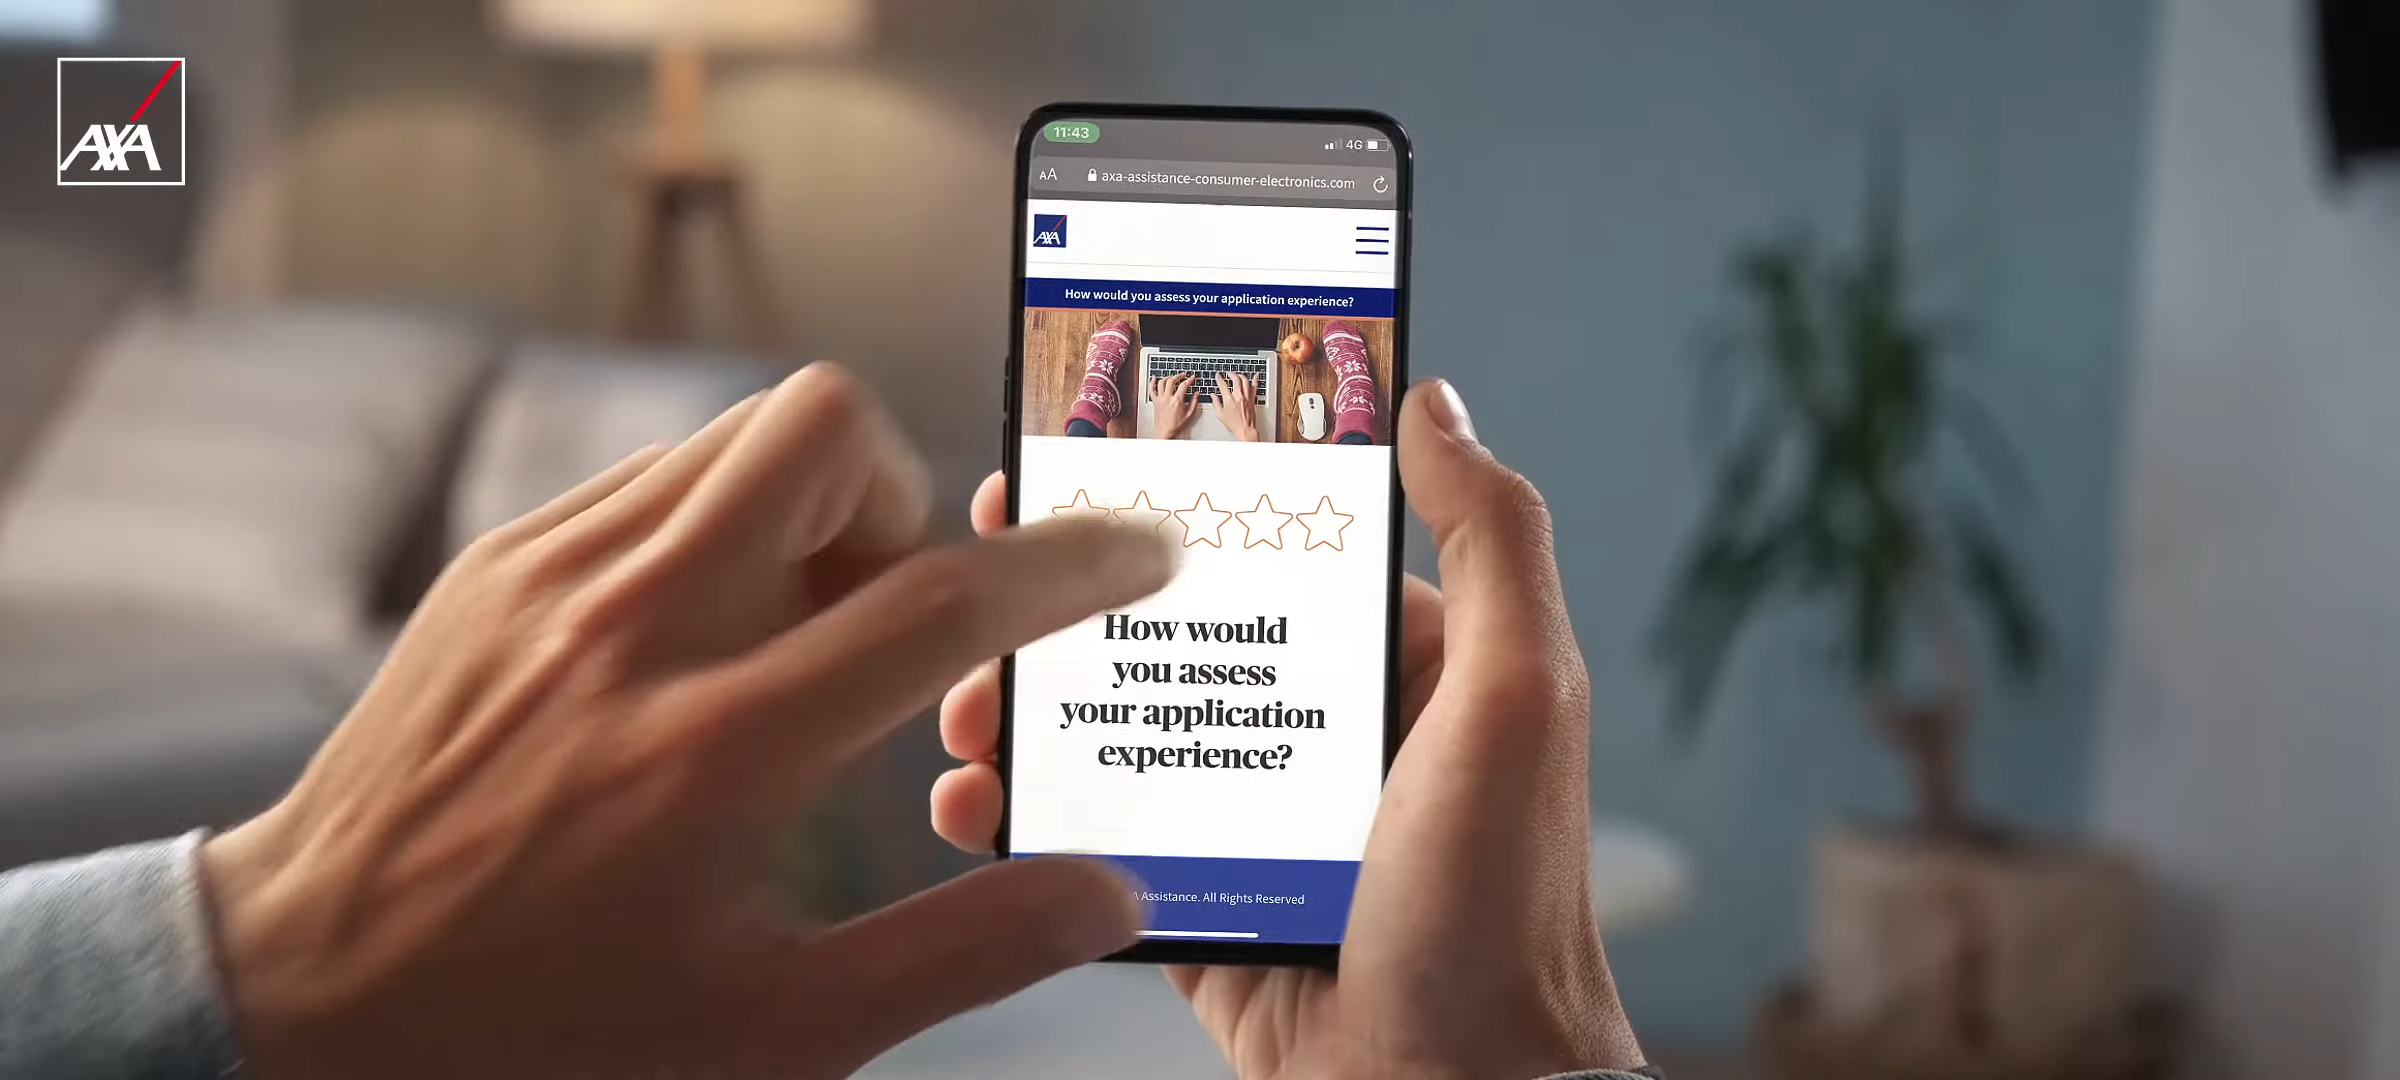 AXA
11:43
4G
AA axa-assistance-consumer-electronics.com
AXA
How would you assess your application experience?
How would
you assess
your application
experience?
Assistance. All Rights Reserved